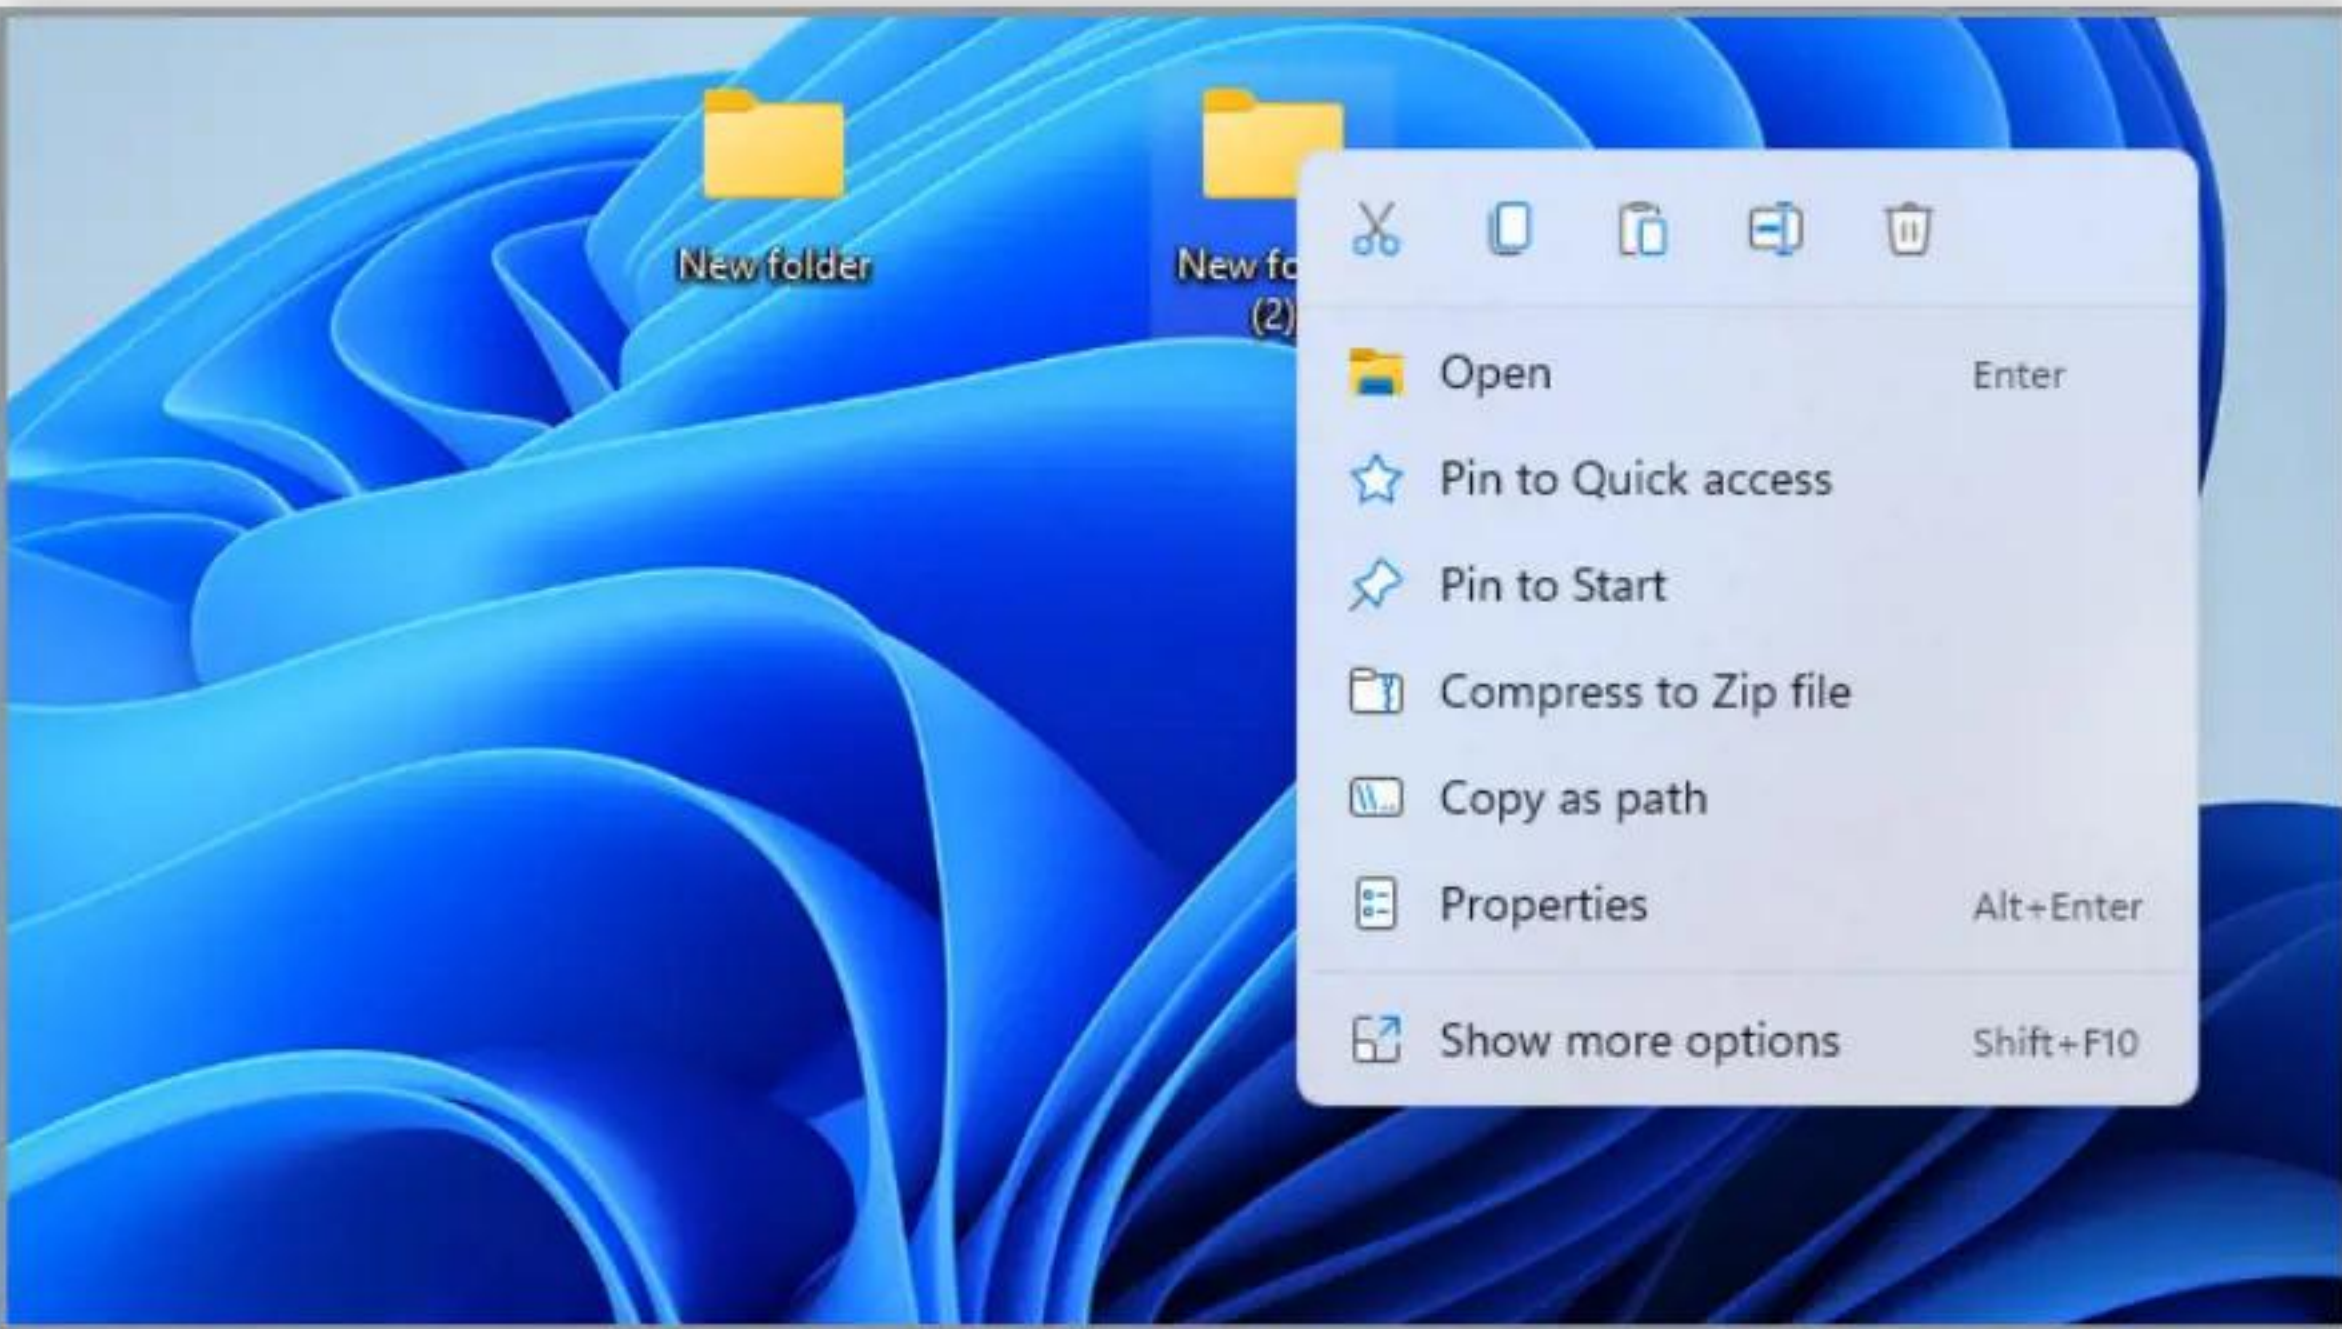 New folder
New fo
(2)
Open Enter
Pin to Quick access
Pin to Start
Compress to Zip file
Copy as path
Properties Alt+Enter
Show more options Shift+F10